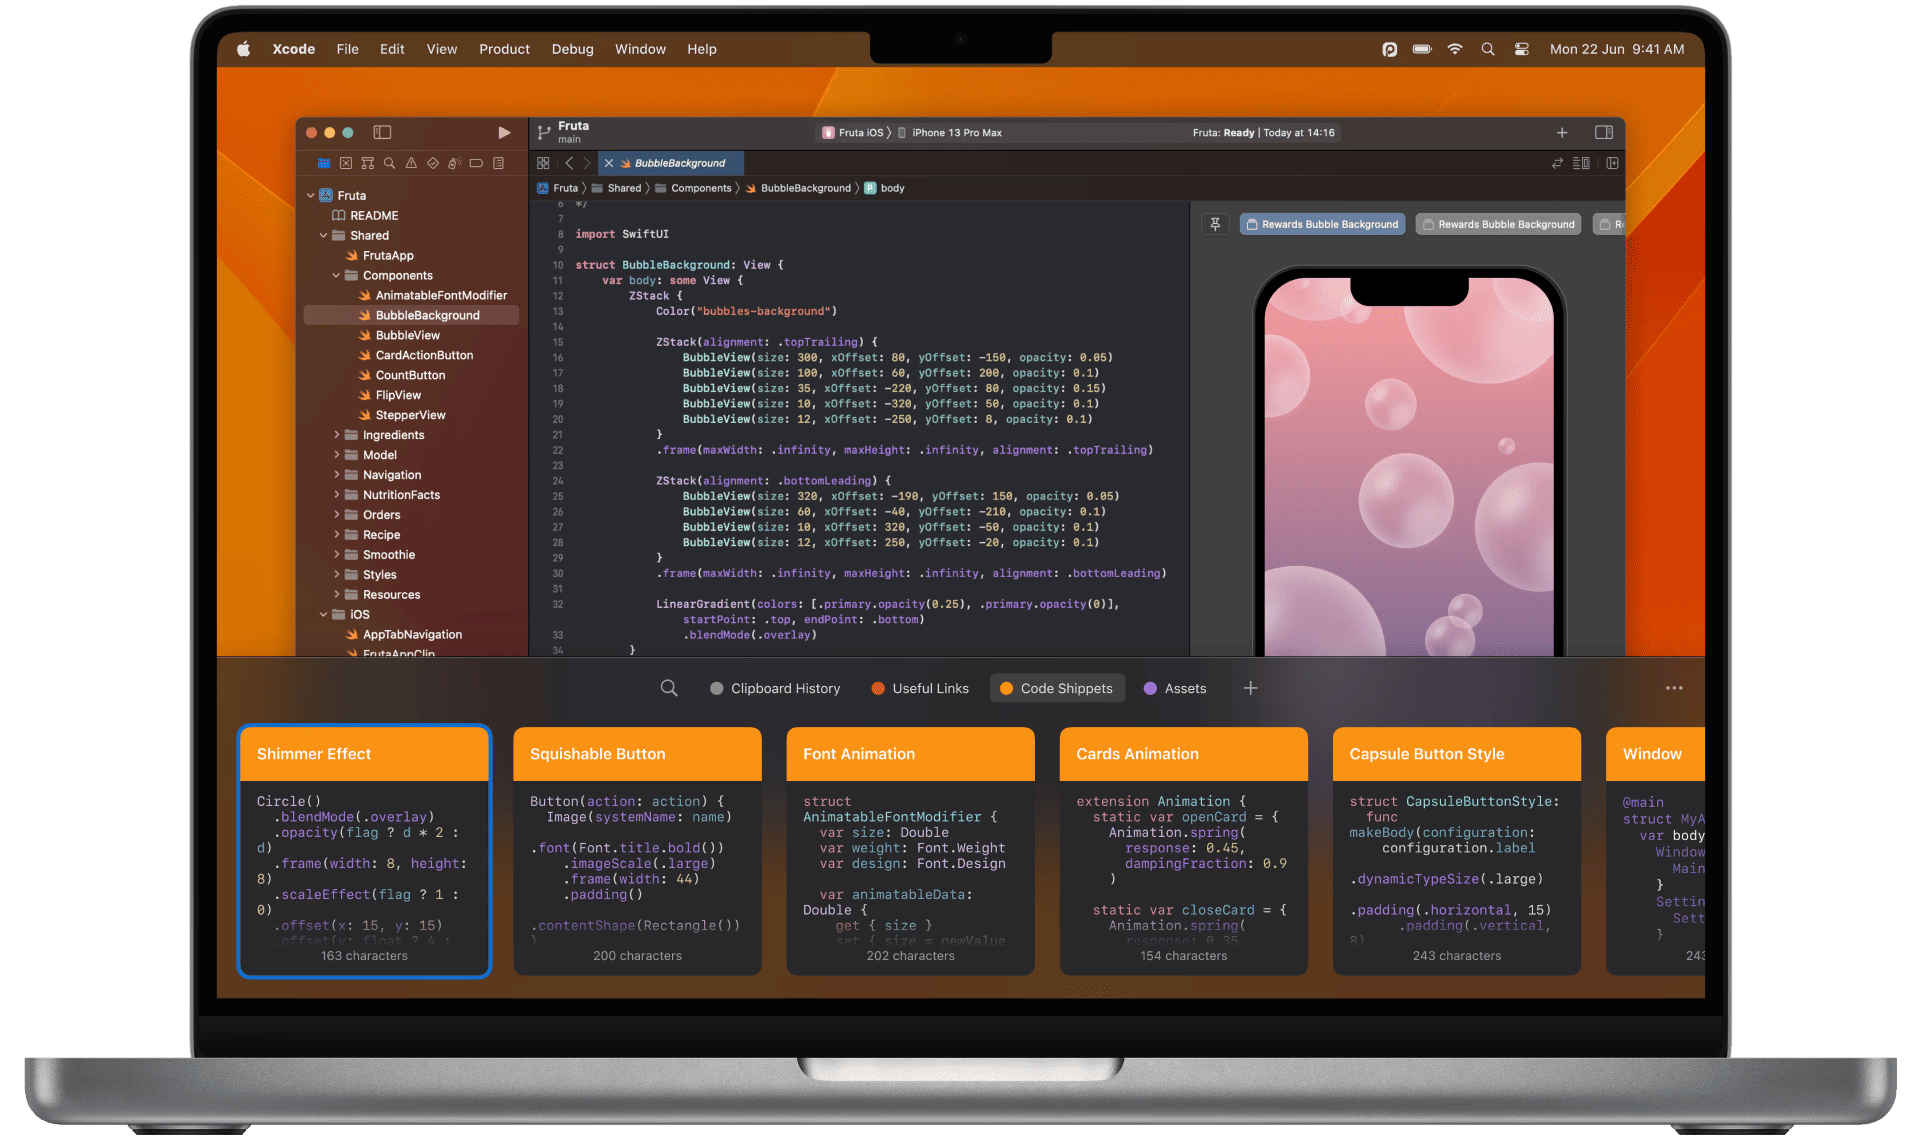 Xcode File Edit View Product Debug Window Help
Mon 22 Jun 9:41 AM
Fruta
main
Fruta iOS
iPhone 13 Pro Max
Fruta: Ready | Today at 14:16
BubbleBackground
Fruta
README
Shared
FrutaApp
Components
AnimatableFontModifier
BubbleBackground
BubbleView
CardActionButton
CountButton
FlipView
StepperView
Ingredients
Model
Navigation
NutritionFacts
Orders
Recipe
Smoothie
Styles
Resources
iOS
AppTabNavigation
FrutaAppClip
Fruta Shared Components BubbleBackground body
6 */
7
8 import SwiftUI
9
10 struct BubbleBackground: View {
11 var body: some View {
12 ZStack {
13 Color("bubbles-background")
14
15 ZStack(alignment: .topTrailing) {
16 BubbleView(size: 300, xOffset: 80, yOffset: -150, opacity: 0.05)
17 BubbleView(size: 100, xOffset: 60, yOffset: 200, opacity: 0.1)
18 BubbleView(size: 35, xOffset: -220, yOffset: 80, opacity: 0.15)
19 BubbleView(size: 10, xOffset: -320, yOffset: 50, opacity: 0.1)
20 BubbleView(size: 12, xOffset: -250, yOffset: 8, opacity: 0.1)
21 }
22 .frame(maxWidth: .infinity, maxHeight: .infinity, alignment: .topTrailing)
23
24 ZStack(alignment: .bottomLeading) {
25 BubbleView(size: 320, xOffset: -190, yOffset: 150, opacity: 0.05)
26 BubbleView(size: 60, xOffset: -40, yOffset: -210, opacity: 0.1)
27 BubbleView(size: 10, xOffset: 320, yOffset: -50, opacity: 0.1)
28 BubbleView(size: 12, xOffset: 250, yOffset: -20, opacity: 0.1)
29 }
30 .frame(maxWidth: .infinity, maxHeight: .infinity, alignment: .bottomLeading)
31
32 LinearGradient(colors: [.primary.opacity(0.25), .primary.opacity(0)],
startPoint: .top, endPoint: .bottom)
33 .blendMode(.overlay)
34 }
Rewards Bubble Background
Rewards Bubble Background
Clipboard History
Useful Links
Code Shippets
Assets
Shimmer Effect
Circle()
.blendMode(.overlay)
.opacity(flag ? d * 2 :
d)
.frame(width: 8, height:
8)
.scaleEffect(flag ? 1 :
0)
.offset(x: 15, y: 15)
.offset(y: float ? 4 :
163 characters
Squishable Button
Button(action: action) {
Image(systemName: name)
.font(Font.title.bold())
.imageScale(.large)
.frame(width: 44)
.padding()
.contentShape(Rectangle())
}
200 characters
Font Animation
struct
AnimatableFontModifier {
var size: Double
var weight: Font.Weight
var design: Font.Design
var animatableData:
Double {
get { size }
set { size = newValue
202 characters
Cards Animation
extension Animation {
static var openCard = {
Animation.spring(
response: 0.45,
dampingFraction: 0.9
)
static var closeCard = {
Animation.spring(
response: 0.35,
154 characters
Capsule Button Style
struct CapsuleButtonStyle:
func
makeBody(configuration:
configuration.label
.dynamicTypeSize(.large)
.padding(.horizontal, 15)
.padding(.vertical,
8)
243 characters
Window
@main
struct MyA
var body
Window
Main
}
Settin
Sett
}
243